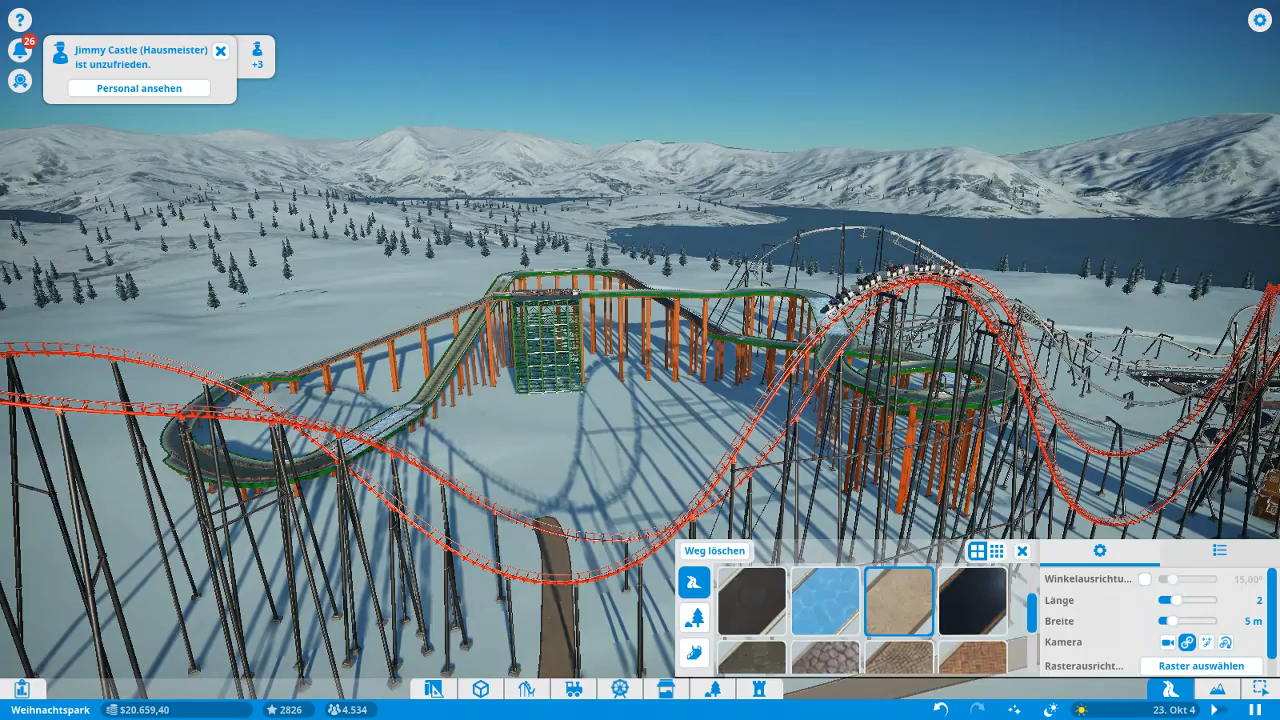 ?
26
Jimmy Castle (Hausmeister)
ist unzufrieden.
+3
Personal ansehen
Weg löschen
Winkelausrichtu...
15,00°
Länge
2
Breite
5 m
Kamera
Rasterausricht...
Raster auswählen
Weihnachtspark
$20.659,40
2826
4.534
23. Okt 4